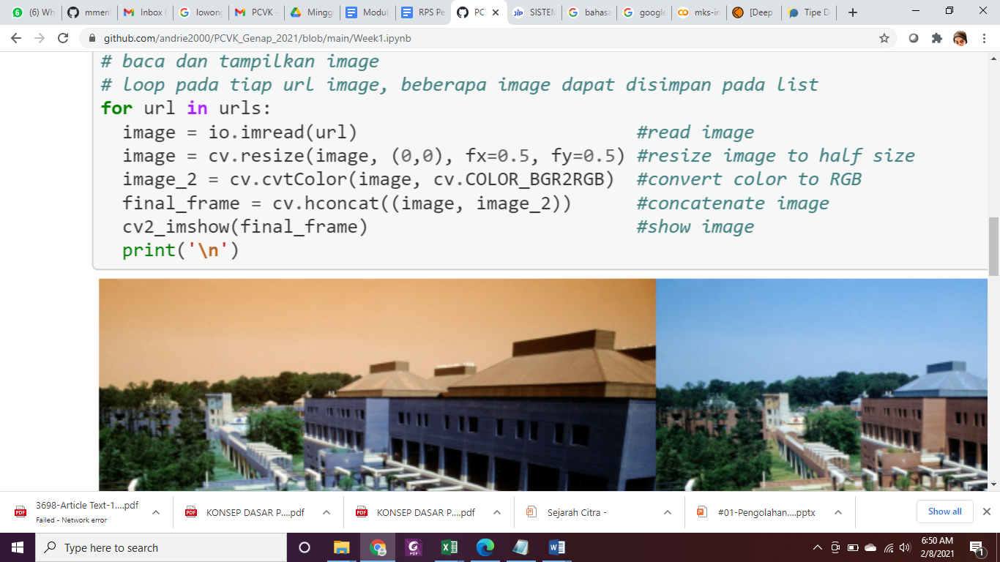 (6) Wh
mment
Inbox (
lowong
PCVK -
Mingg
Modul
RPS Pe
PC
SISTEM
bahasa
google
mks-in
[Deep
Tipe D
github.com/andrie2000/PCVK_Genap_2021/blob/main/Week1.ipynb
# baca dan tampilkan image
# loop pada tiap url image, beberapa image dapat disimpan pada list
for url in urls:
image = io.imread(url) #read image
image = cv.resize(image, (0,0), fx=0.5, fy=0.5) #resize image to half size
image_2 = cv.cvtColor(image, cv.COLOR_BGR2RGB) #convert color to RGB
final_frame = cv.hconcat((image, image_2)) #concatenate image
cv2_imshow(final_frame) #show image
print('\n')
3698-Article Text-1....pdf
Failed - Network error
KONSEP DASAR P....pdf
KONSEP DASAR P....pdf
Sejarah Citra -
#01-Pengolahan....pptx
Show all
Type here to search
6:50 AM
2/8/2021
1